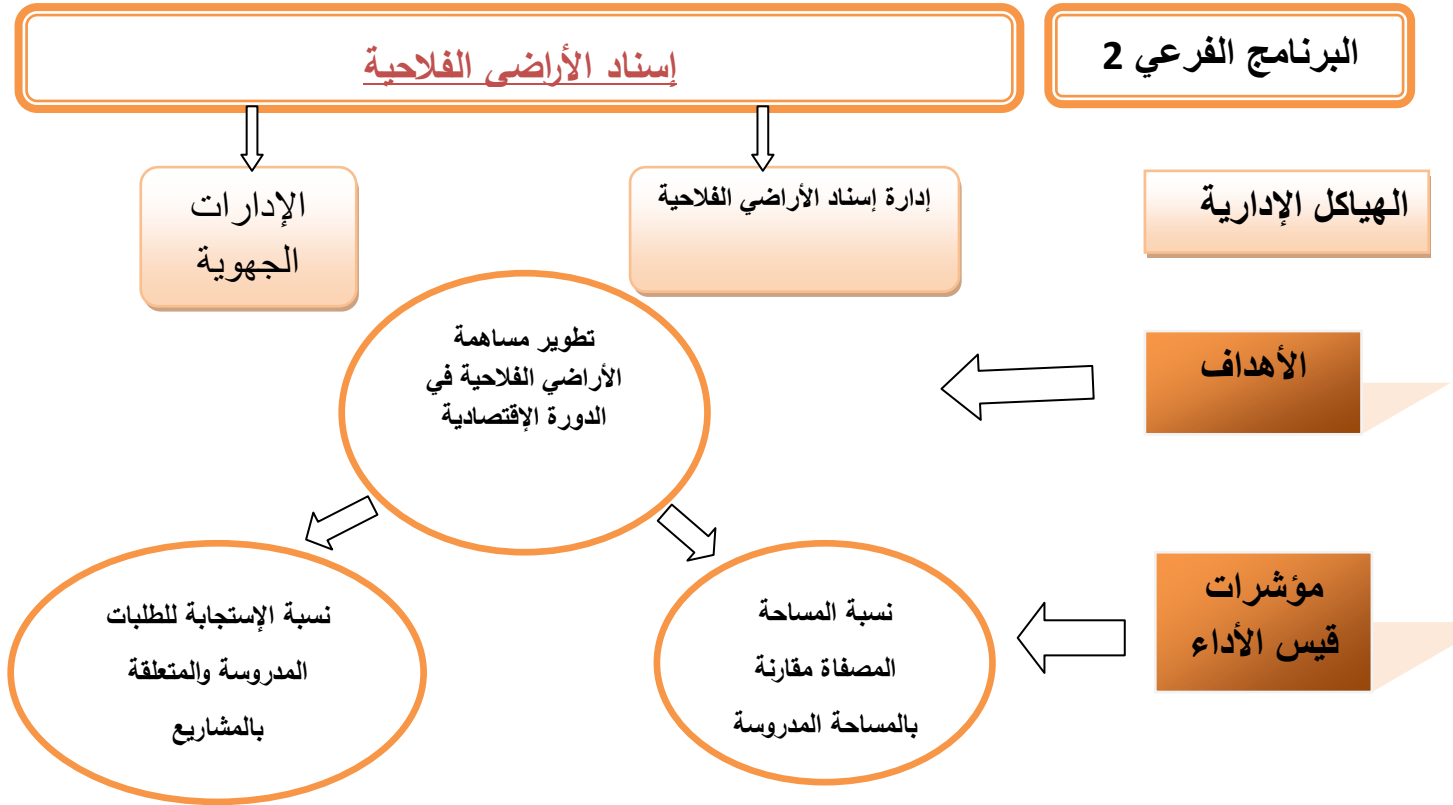 البرنامج الفرعي 2
إسناد الأراضي الفلاحية
الهياكل الإدارية
إدارة إسناد الأراضي الفلاحية
الإدارات
الجهوية
الأهداف
تطوير مساهمة
الأراضي الفلاحية في
الدورة الإقتصادية
مؤشرات
قيس الأداء
نسبة المساحة
المصفاة مقارنة
بالمساحة المدروسة
نسبة الإستجابة للطلبات
المدروسة والمتعلقة
بالمشاريع